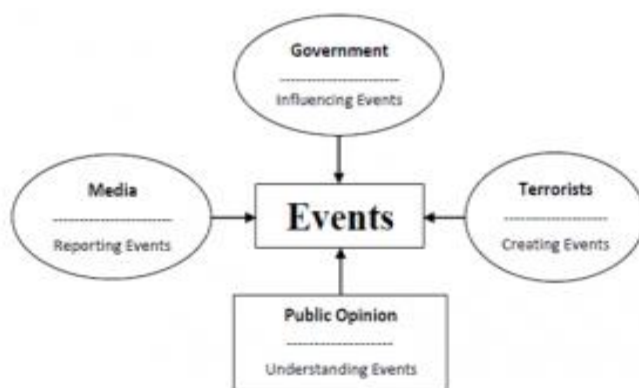 Government
------------------------
Influencing Events
Media
------------------------
Reporting Events
Events
Terrorists
---------------------
Creating Events
Public Opinion
---------------------
Understanding Events